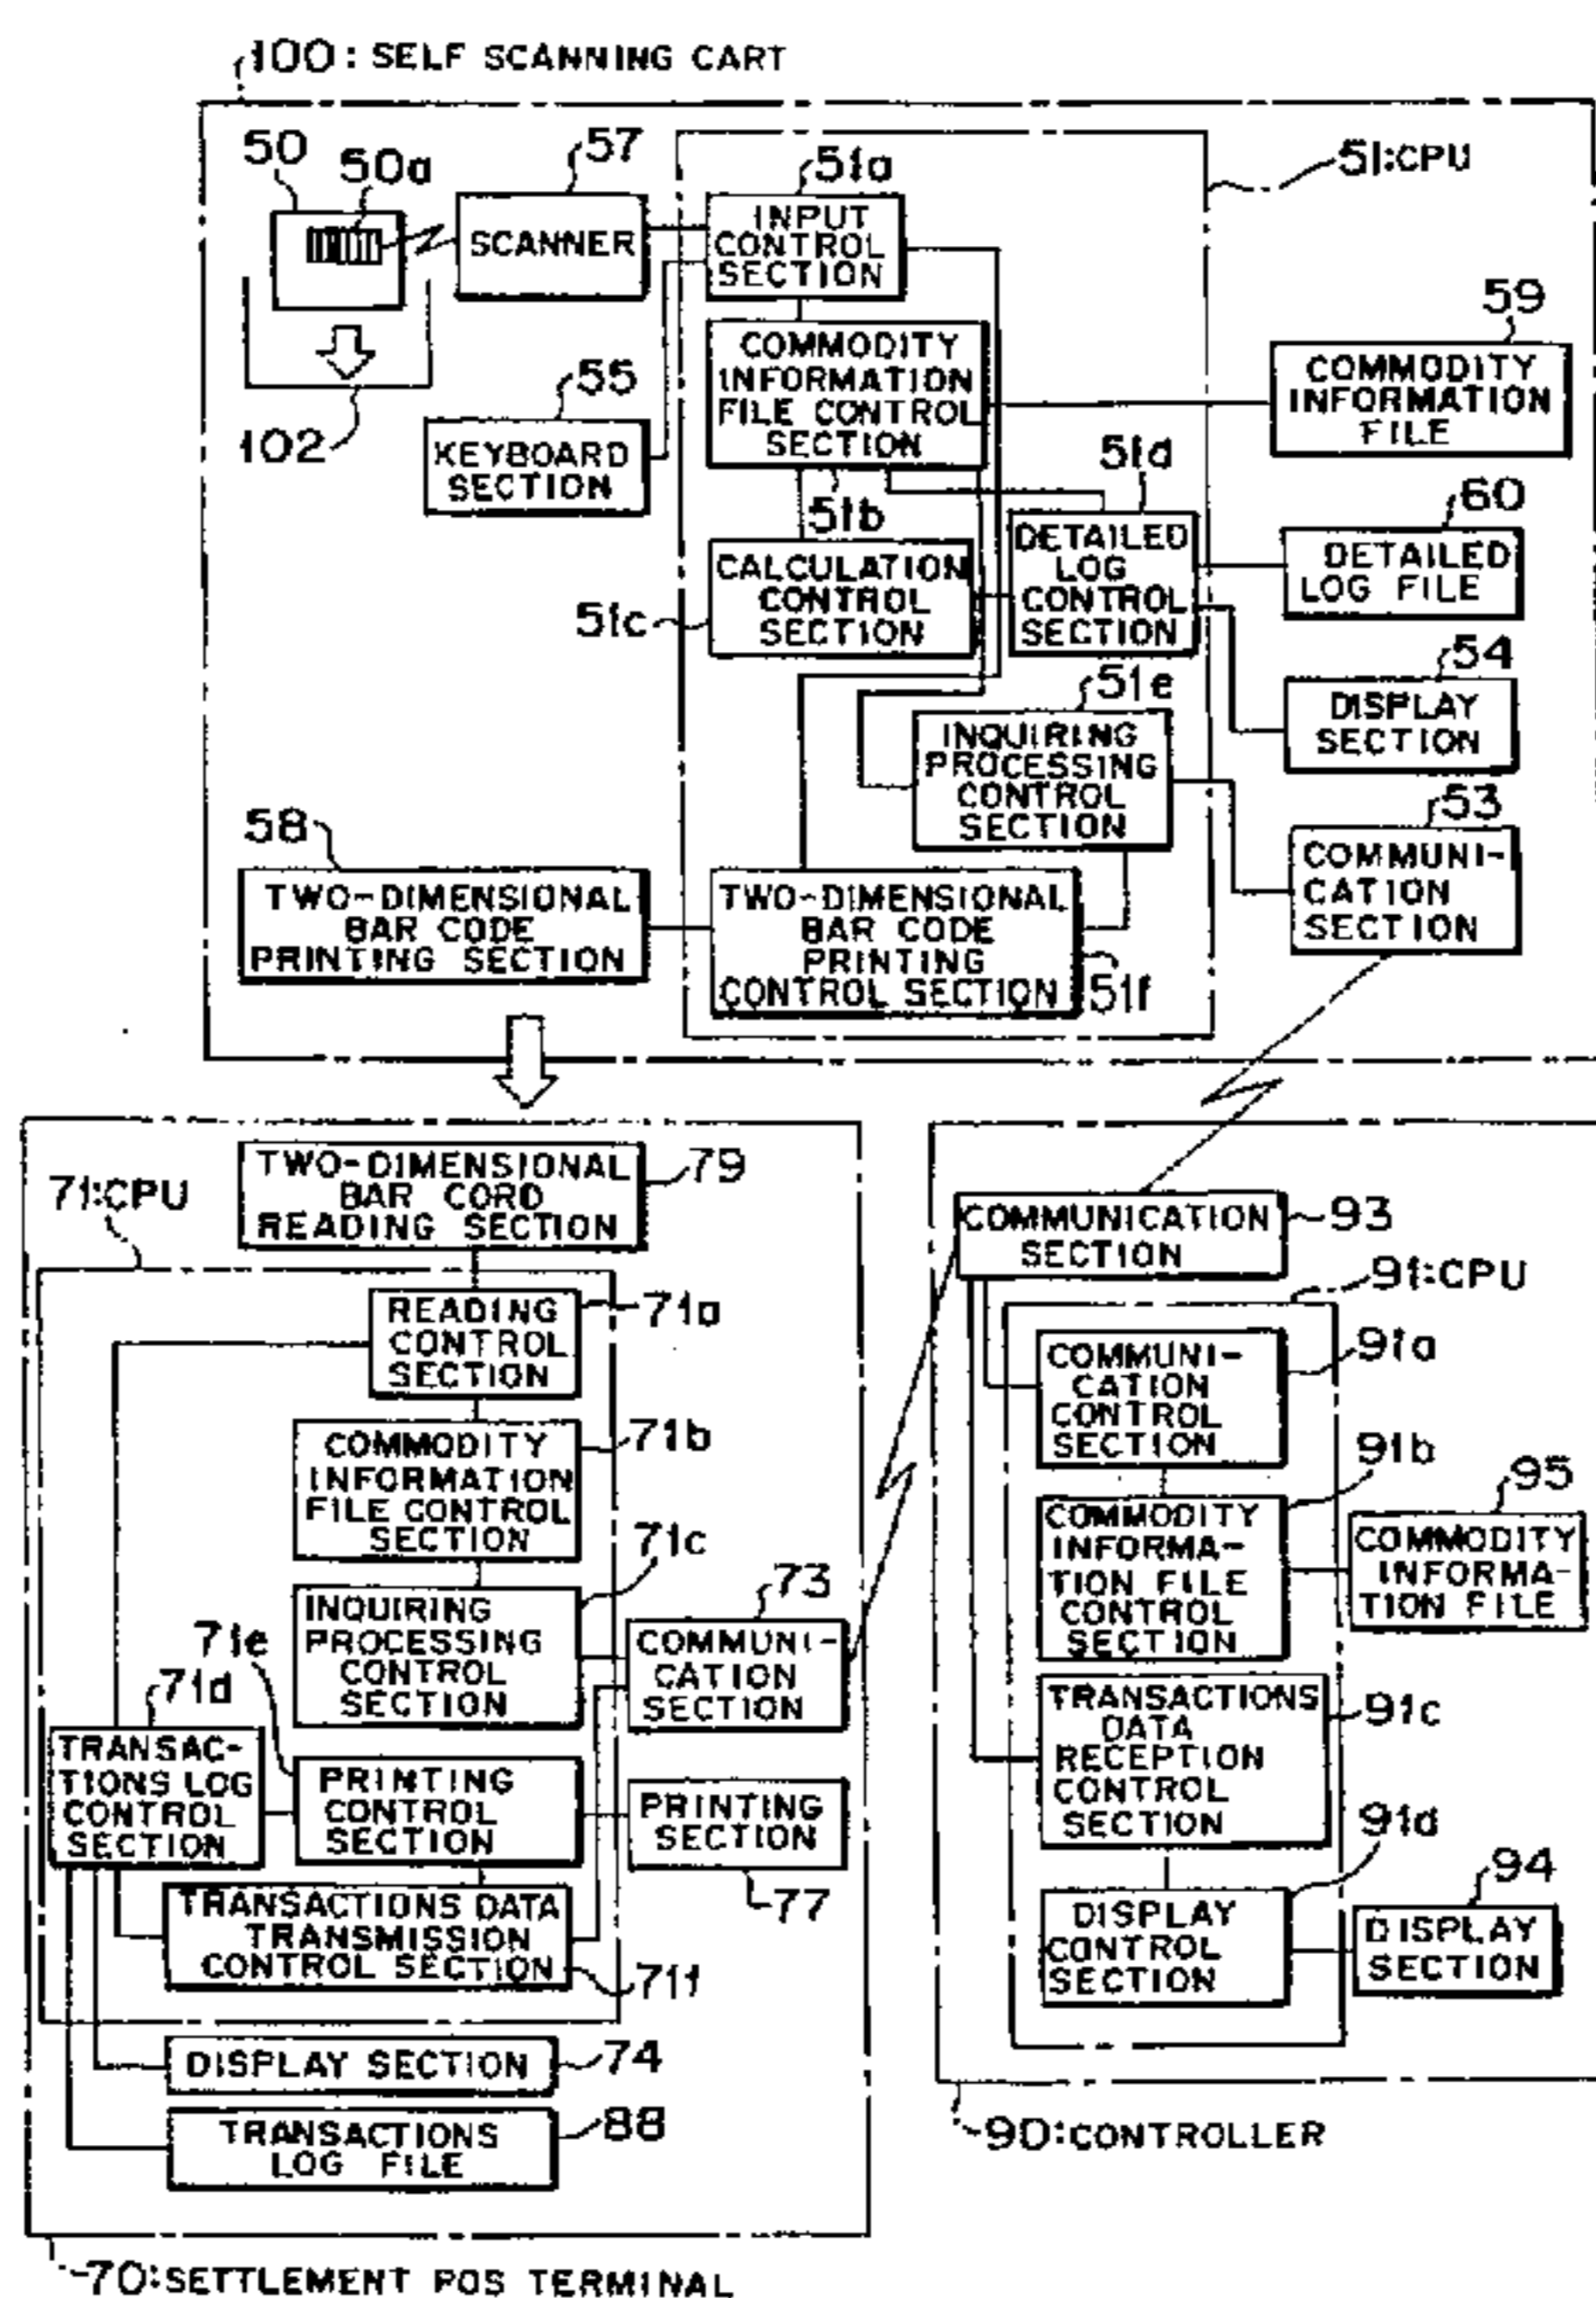 100: SELF SCANNING CART
50
50a
57
51a
51:CPU
SCANNER
INPUT
CONTROL
SECTION
59
COMMODITY
INFORMATION
FILE CONTROL
SECTION
COMMODITY
INFORMATION
FILE
55
102
KEYBOARD
SECTION
51d
51b
60
DETAILED
LOG
CONTROL
SECTION
DETAILED
LOG FILE
CALCULATION
CONTROL
SECTION
51c
54
51e
DISPLAY
SECTION
INQUIRING
PROCESSING
CONTROL
SECTION
53
58
COMMUNI-
CATION
SECTION
TWO-DIMENSIONAL
BAR CODE
PRINTING SECTION
TWO-DIMENSIONAL
BAR CODE
PRINTING
CONTROL SECTION
51f
TWO-DIMENSIONAL
BAR CORD
READING SECTION
79
71:CPU
COMMUNICATION
SECTION
93
91:CPU
READING
CONTROL
SECTION
71a
COMMUNI-
CATION
CONTROL
SECTION
91a
COMMODITY
INFORMATION
FILE CONTROL
SECTION
71b
91b
95
COMMODITY
INFORMA-
TION FILE
CONTROL
SECTION
COMMODITY
INFORMA-
TION FILE
71c
73
INQUIRING
PROCESSING
CONTROL
SECTION
COMMUNI-
CATION
SECTION
71e
71d
TRANSACTIONS
DATA
RECEPTION
CONTROL
SECTION
91c
TRANSAC-
TIONS LOG
CONTROL
SECTION
PRINTING
CONTROL
SECTION
PRINTING
SECTION
77
91d
94
TRANSACTIONS DATA
TRANSMISSION
CONTROL SECTION
71f
DISPLAY
CONTROL
SECTION
DISPLAY
SECTION
DISPLAY SECTION
74
TRANSACTIONS
LOG FILE
88
90:CONTROLLER
70:SETTLEMENT POS TERMINAL